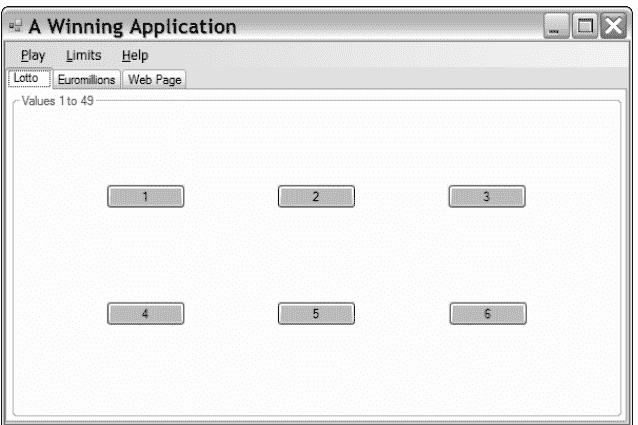 A Winning Application
Play Limits Help
Lotto Euromillions Web Page
Values 1 to 49
1 2 3
4 5 6